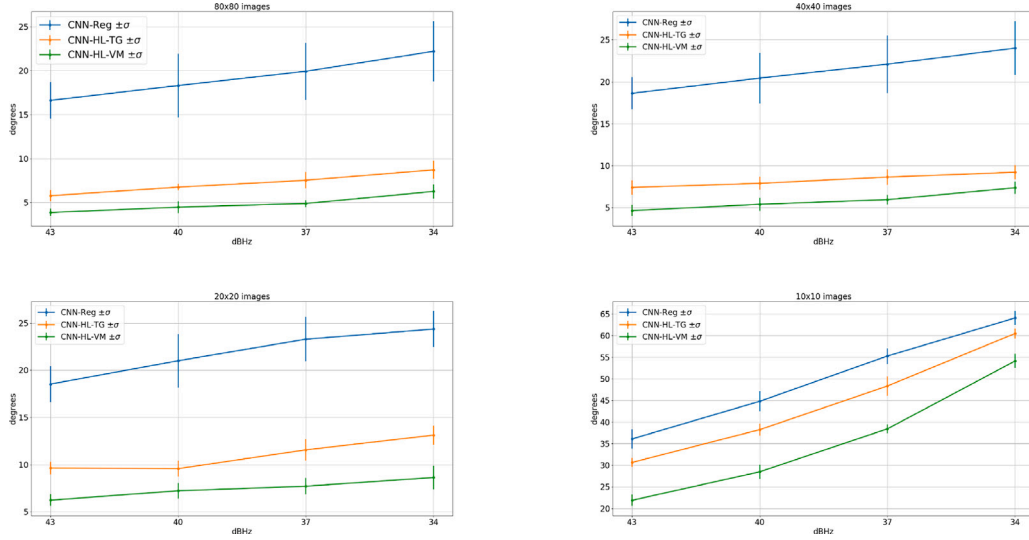 80x80 images
CNN-Reg ±σ
CNN-HL-TG ±σ
CNN-HL-VM ±σ
25
20
15
10
5
degrees
43
40
37
34
dBHz
40x40 images
CNN-Reg ±σ
CNN-HL-TG ±σ
CNN-HL-VM ±σ
25
20
15
10
5
degrees
43
40
37
34
dBHz
20x20 images
CNN-Reg ±σ
CNN-HL-TG ±σ
CNN-HL-VM ±σ
25
20
15
10
5
degrees
43
40
37
34
dBHz
10x10 images
CNN-Reg ±σ
CNN-HL-TG ±σ
CNN-HL-VM ±σ
65
60
55
50
45
40
35
30
25
20
degrees
43
40
37
34
dBHz